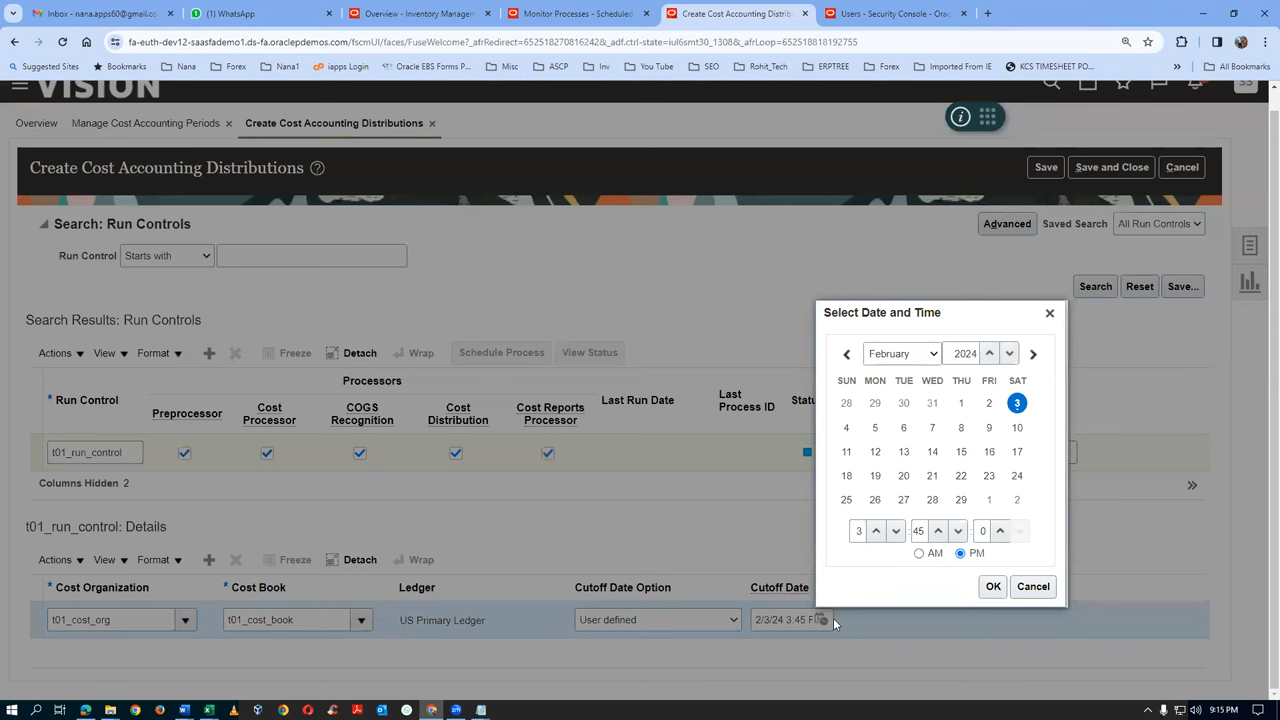 Inbox - nana.apps60@gmail.co
(1) WhatsApp
Overview - Inventory Managem
Monitor Processes - Scheduled
Create Cost Accounting Distribu
Users - Security Console - Orac
fa-euth-dev12-saasfademo1.ds-fa.oraclepdemos.com/fscmUI/faces/FuseWelcome?_afrRedirect=652518270816242&_adf.ctrl-state=iul6smt30_1308&_afrLoop=652518818192755
Suggested Sites
Bookmarks
Nana
Forex
Nana1
iapps Login
Oracle EBS Forms P...
Misc
ASCP
Inv
You Tube
SEO
Rohit_Tech
ERPTREE
Forex
Imported From IE
KCS TIMESHEET PO...
All Bookmarks
VISION
Overview
Manage Cost Accounting Periods
Create Cost Accounting Distributions
Create Cost Accounting Distributions
Save
Save and Close
Cancel
Search: Run Controls
Advanced
Saved Search
All Run Controls
Run Control
Starts with
Search
Reset
Save...
Search Results: Run Controls
Actions
View
Format
Freeze
Detach
Wrap
Schedule Process
View Status
Processors
* Run Control
Preprocessor
Cost Processor
COGS Recognition
Cost Distribution
Cost Reports Processor
Last Run Date
Last Process ID
t01_run_control
Columns Hidden 2
t01_run_control: Details
Actions
View
Format
Freeze
Detach
Wrap
* Cost Organization
* Cost Book
Ledger
Cutoff Date Option
Cutoff Date
t01_cost_org
t01_cost_book
US Primary Ledger
User defined
2/3/24 3:45
Select Date and Time
February
2024
SUN MON TUE WED THU FRI SAT
28 29 30 31 1 2 3
4 5 6 7 8 9 10
11 12 13 14 15 16 17
18 19 20 21 22 23 24
25 26 27 28 29 1 2
3 : 45 : 0
AM PM
OK
Cancel
9:15 PM